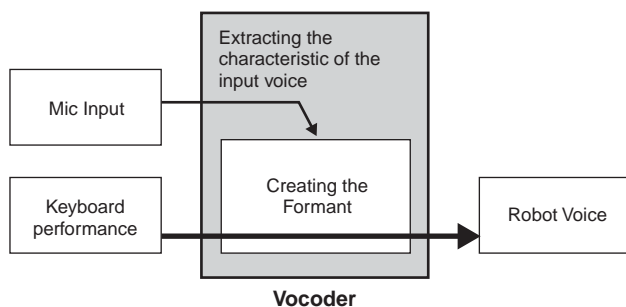 Extracting the
characteristic of the
input voice
Mic Input
Creating the
Formant
Keyboard
performance
Robot Voice
Vocoder